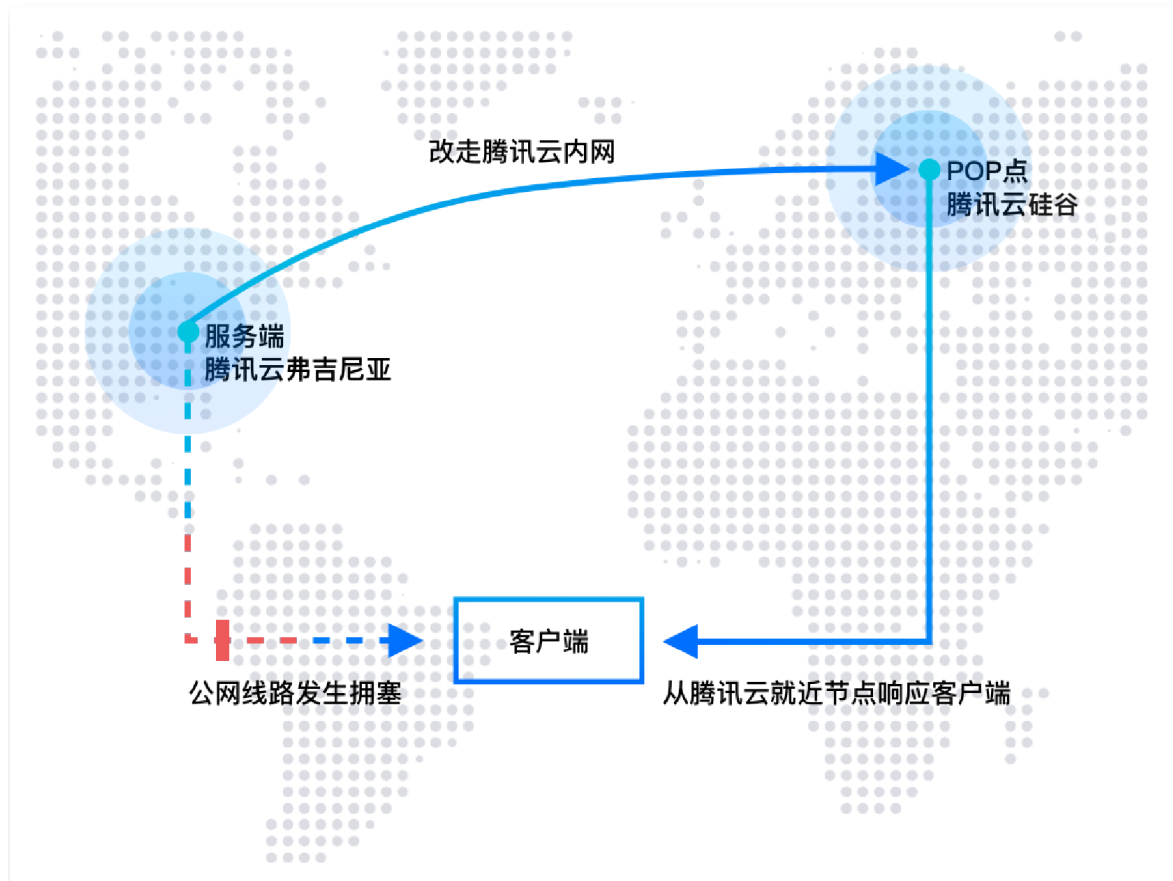 改走腾讯云内网
POP点
腾讯云硅谷
服务端
腾讯云弗吉尼亚
客户端
公网线路发生拥塞
从腾讯云就近节点响应客户端